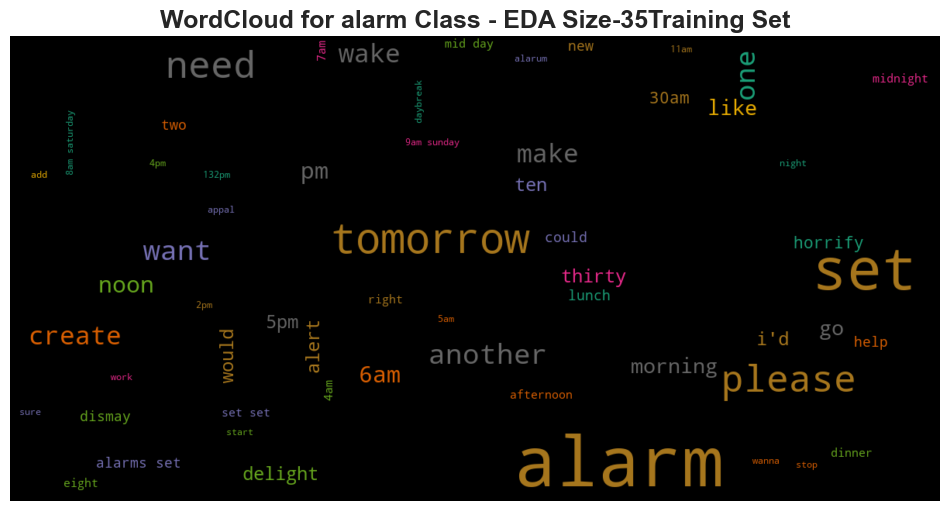 WordCloud for alarm Class - EDA Size-35Training Set
need
7am
wake
mid day
alarum
new
11am
one
midnight
30am
like
daybreak
8am saturday
two
9am sunday
4pm
add
132pm
pm
make
ten
night
appal
want
tomorrow
could
horrify
set
noon
thirty
lunch
2pm
right
5pm
5am
create
would
alert
another
i'd
go
help
work
6am
4am
morning
please
afternoon
sure
dismay
set set
start
alarms set
delight
eight
alarm
wanna
stop
dinner